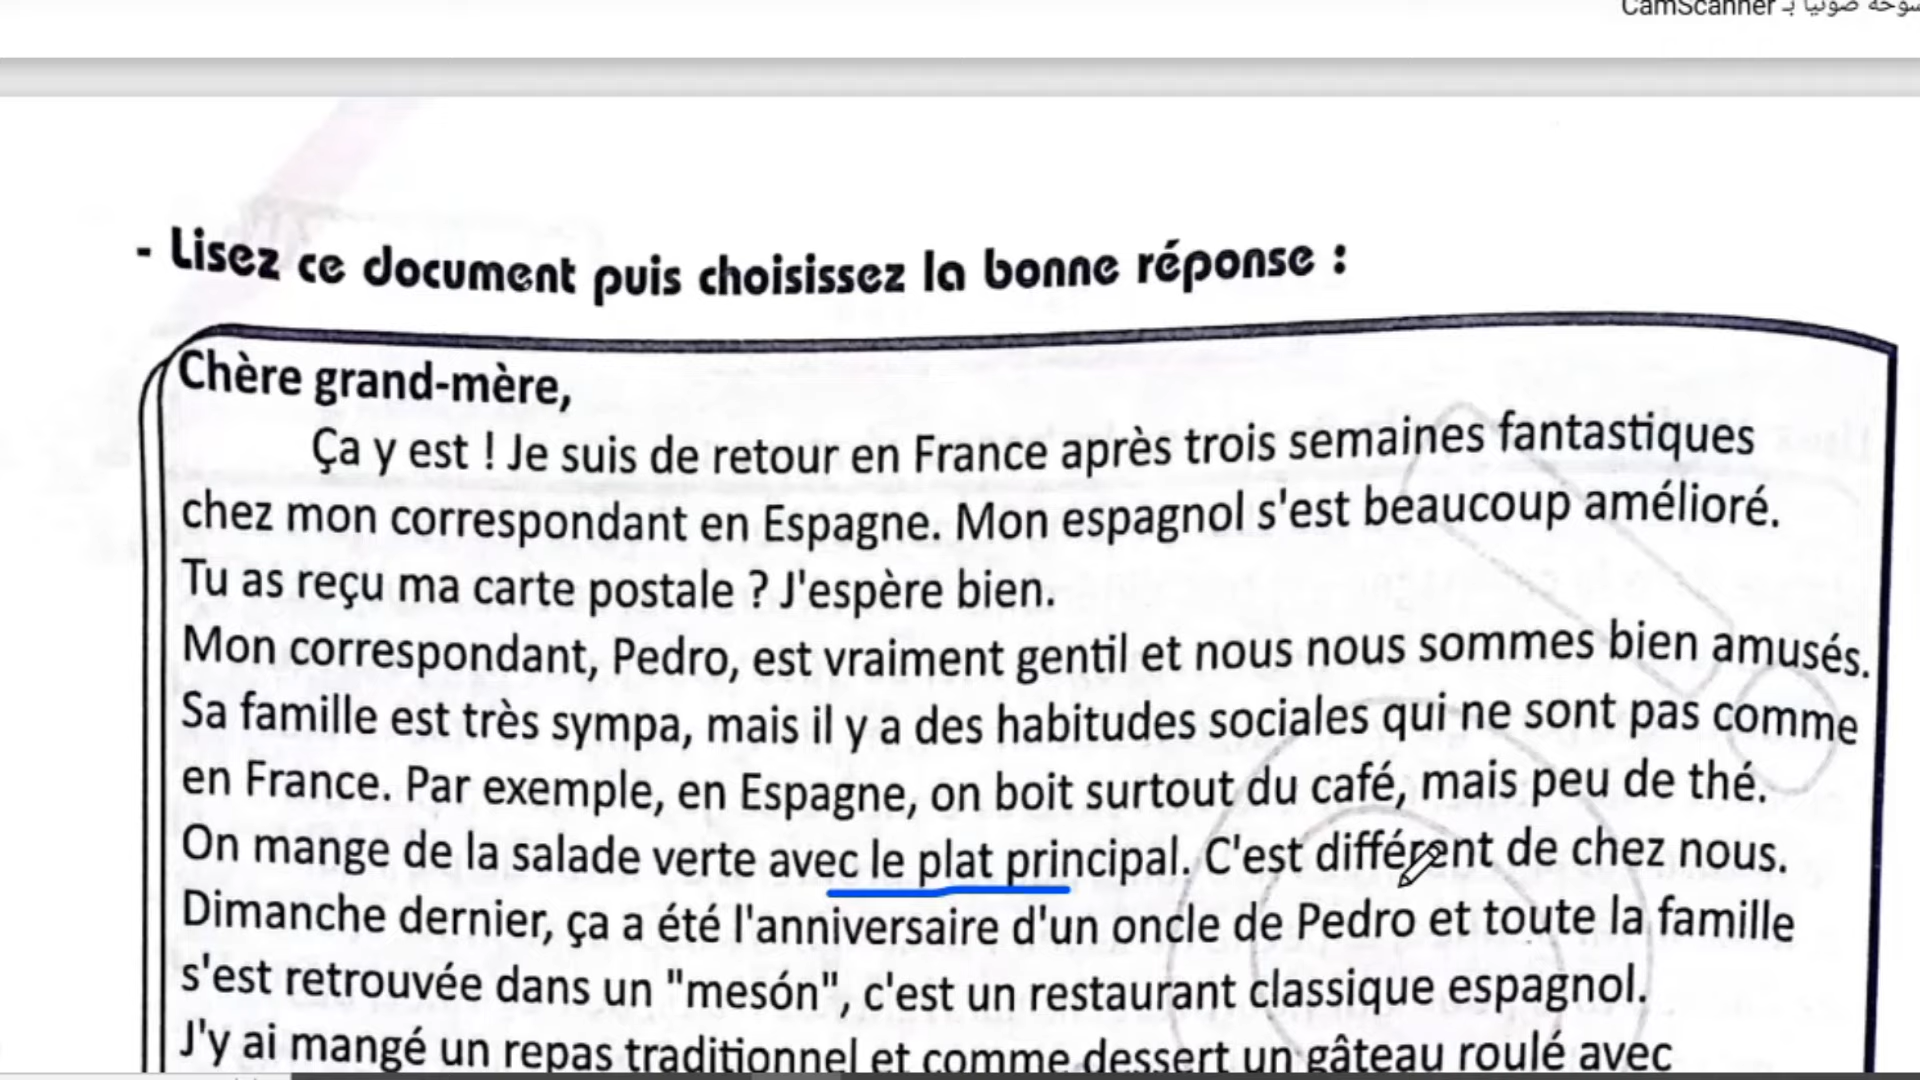 CamScanner
- Lisez ce document puis choisissez la bonne réponse :
Chère grand-mère,
Ça y est ! Je suis de retour en France après trois semaines fantastiques
chez mon correspondant en Espagne. Mon espagnol s'est beaucoup amélioré.
Tu as reçu ma carte postale ? J'espère bien.
Mon correspondant, Pedro, est vraiment gentil et nous nous sommes bien amusés.
Sa famille est très sympa, mais il y a des habitudes sociales qui ne sont pas comme
en France. Par exemple, en Espagne, on boit surtout du café, mais peu de thé.
On mange de la salade verte avec le plat principal. C'est différent de chez nous.
Dimanche dernier, ça a été l'anniversaire d'un oncle de Pedro et toute la famille
s'est retrouvée dans un "mesón", c'est un restaurant classique espagnol.
J'y ai mangé un repas traditionnel et comme dessert un gâteau roulé avec